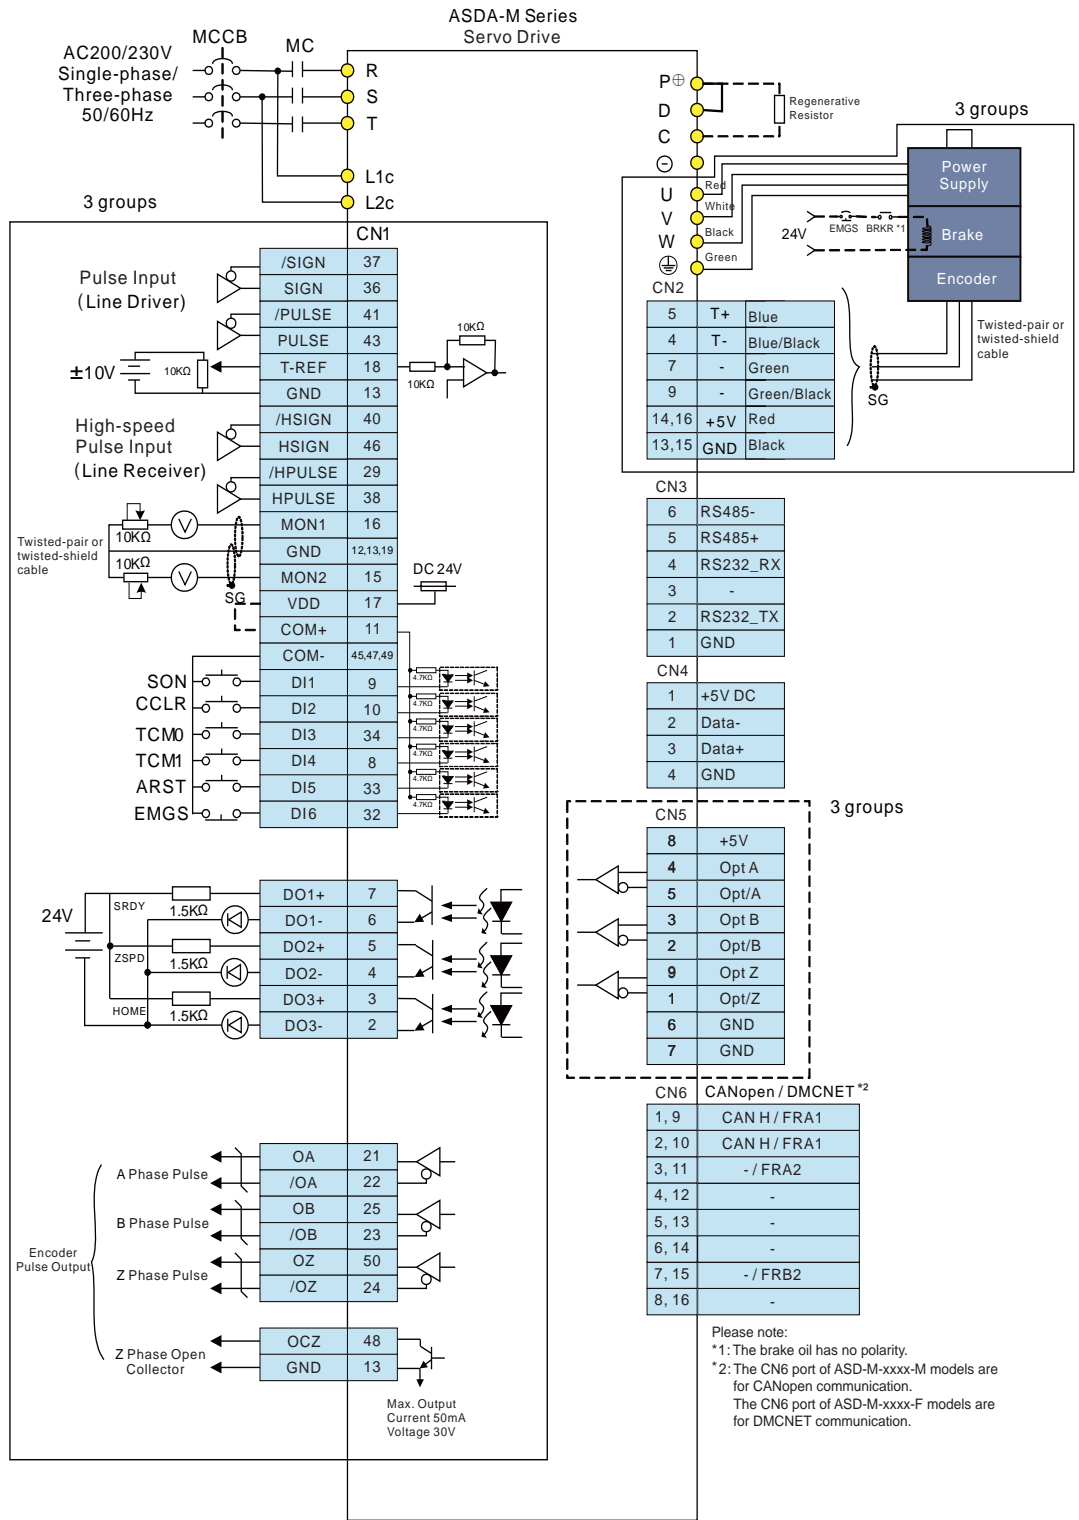 ASDA-M Series
Servo Drive
MCCB
MC
AC200/230V
Single-phase/
Three-phase
50/60Hz
R
S
T
L1c
L2c
P⊕
D
C
⊖
U
V
W
Regenerative
Resistor
Red
White
Black
Green
3 groups
Power
Supply
24V
EMGS
BRKR *1
Brake
Encoder
Twisted-pair or
twisted-shield
cable
SG
CN2
5 T+ Blue
4 T- Blue/Black
7 - Green
9 - Green/Black
14,16 +5V Red
13,15 GND Black
3 groups
CN1
Pulse Input
(Line Driver)
/SIGN 37
SIGN 36
/PULSE 41
PULSE 43
±10V
10KΩ
T-REF 18
10KΩ
10KΩ
GND 13
High-speed
Pulse Input
(Line Receiver)
/HSIGN 40
HSIGN 46
/HPULSE 29
HPULSE 38
Twisted-pair or
twisted-shield
cable
10KΩ
V
10KΩ
V
SG
MON1 16
GND 12,13,19
MON2 15
VDD 17
DC 24V
COM+ 11
COM- 45,47,49
SON DI1 9 4.7KΩ
CCLR DI2 10 4.7KΩ
TCM0 DI3 34 4.7KΩ
TCM1 DI4 8 4.7KΩ
ARST DI5 33 4.7KΩ
EMGS DI6 32 4.7KΩ
24V
SRDY
1.5KΩ
DO1+ 7
DO1- 6
ZSPD
1.5KΩ
DO2+ 5
DO2- 4
HOME
1.5KΩ
DO3+ 3
DO3- 2
Encoder
Pulse Output
A Phase Pulse
OA 21
/OA 22
B Phase Pulse
OB 25
/OB 23
Z Phase Pulse
OZ 50
/OZ 24
Z Phase Open
Collector
OCZ 48
GND 13
Max. Output
Current 50mA
Voltage 30V
CN3
6 RS485-
5 RS485+
4 RS232_RX
3 -
2 RS232_TX
1 GND
CN4
1 +5V DC
2 Data-
3 Data+
4 GND
3 groups
CN5
8 +5V
4 Opt A
5 Opt/A
3 Opt B
2 Opt/B
9 Opt Z
1 Opt/Z
6 GND
7 GND
CN6 CANopen / DMCNET *2
1, 9 CAN H / FRA1
2, 10 CAN H / FRA1
3, 11 - / FRA2
4, 12 -
5, 13 -
6, 14 -
7, 15 - / FRB2
8, 16 -
Please note:
*1: The brake oil has no polarity.
*2: The CN6 port of ASD-M-xxxx-M models are
for CANopen communication.
The CN6 port of ASD-M-xxxx-F models are
for DMCNET communication.